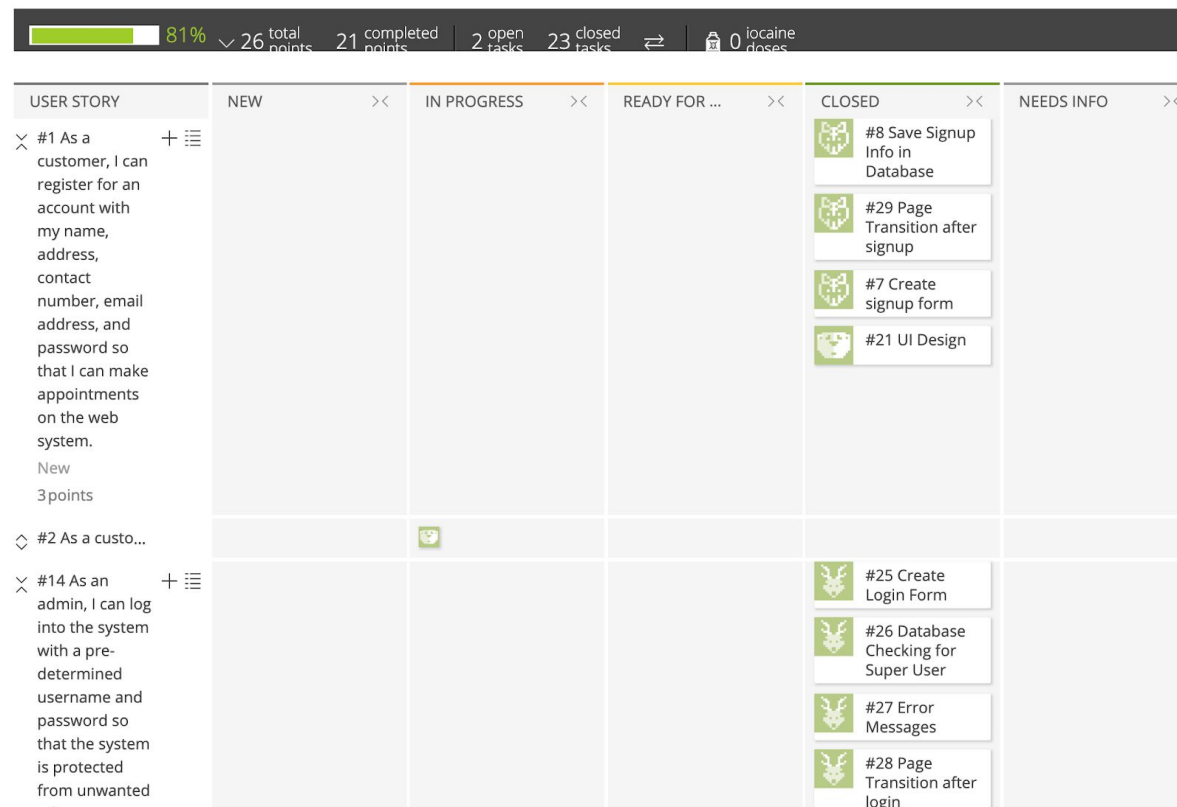 81%
26 total points
21 completed points
2 open tasks
23 closed tasks
0 iocaine doses
USER STORY
NEW
IN PROGRESS
READY FOR ...
CLOSED
NEEDS INFO
#1 As a
customer, I can
register for an
account with
my name,
address,
contact
number, email
address, and
password so
that I can make
appointments
on the web
system.
New
3 points
#8 Save Signup
Info in
Database
#29 Page
Transition after
signup
#7 Create
signup form
#21 UI Design
#2 As a custo...
#14 As an
admin, I can log
into the system
with a pre-
determined
username and
password so
that the system
is protected
from unwanted
#25 Create
Login Form
#26 Database
Checking for
Super User
#27 Error
Messages
#28 Page
Transition after
login